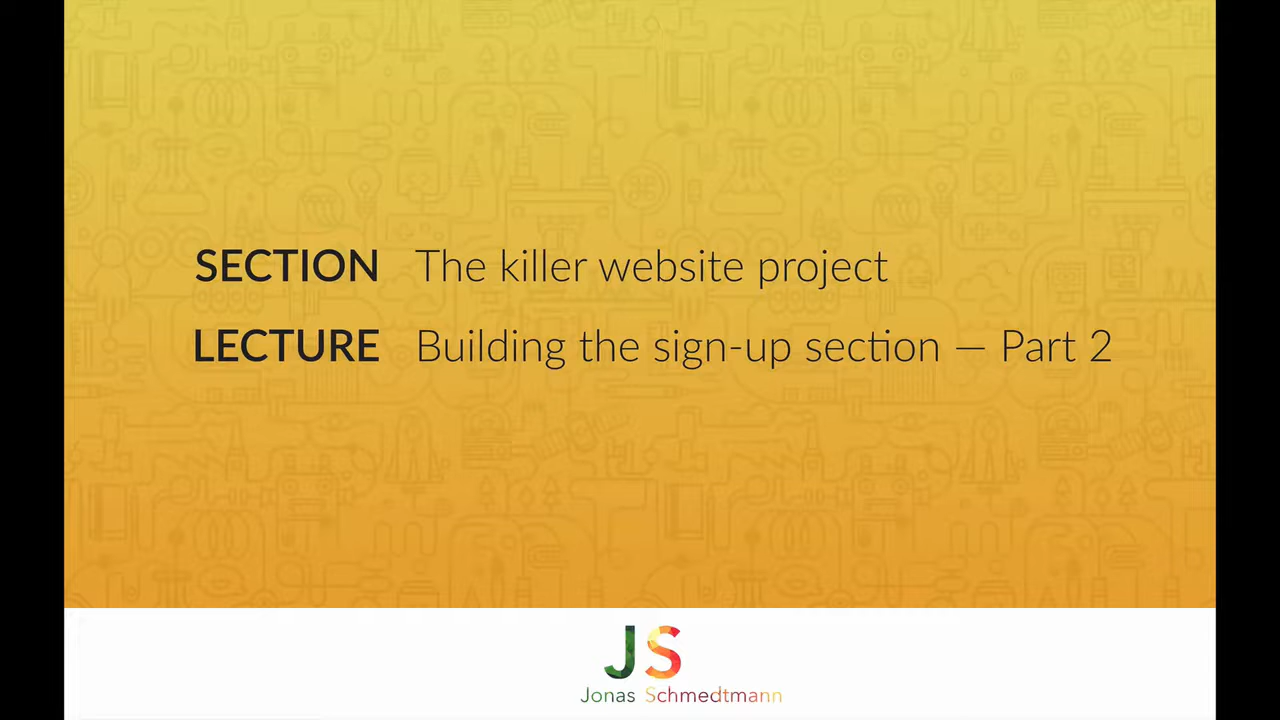 SECTION The killer website project
LECTURE Building the sign-up section — Part 2
JS
Jonas Schmedtmann